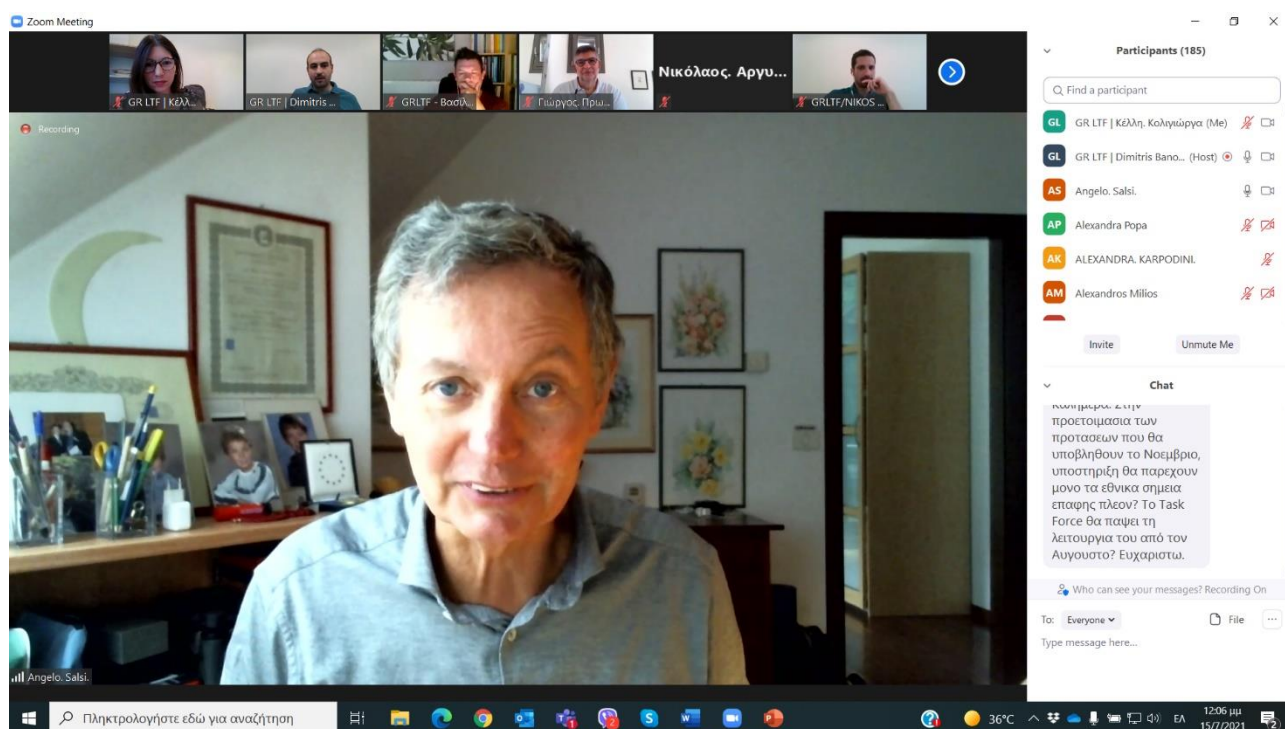 Zoom Meeting
GR LTF | Κέλλ...
GR LTF | Dimitris ...
GRLTF - Βασίλ...
Γιώργος. Πρω...
Νικόλαος. Αργυ...
GRLTF/NIKOS ...
Recording
Angelo. Salsi.
Participants (185)
Find a participant
GL GR LTF | Κέλλη. Κολιγιώργα (Me)
GL GR LTF | Dimitris Bano... (Host)
AS Angelo. Salsi.
AP Alexandra Popa
AK ALEXANDRA. KARPODINI.
AM Alexandros Milios
Invite Unmute Me
Chat
Καλημερα. Στην
προετοιμασια των
προτασεων που θα
υποβληθουν το Νοεμβριο,
υποστηριξη θα παρεχουν
μονο τα εθνικα σημεια
επαφης πλεον? Το Task
Force θα παψει τη
λειτουργια του από τον
Αυγουστο? Ευχαριστω.
Who can see your messages? Recording On
To: Everyone File ...
Type message here...
Πληκτρολογήστε εδώ για αναζήτηση
36°C
ΕΛ
12:06 μμ
15/7/2021